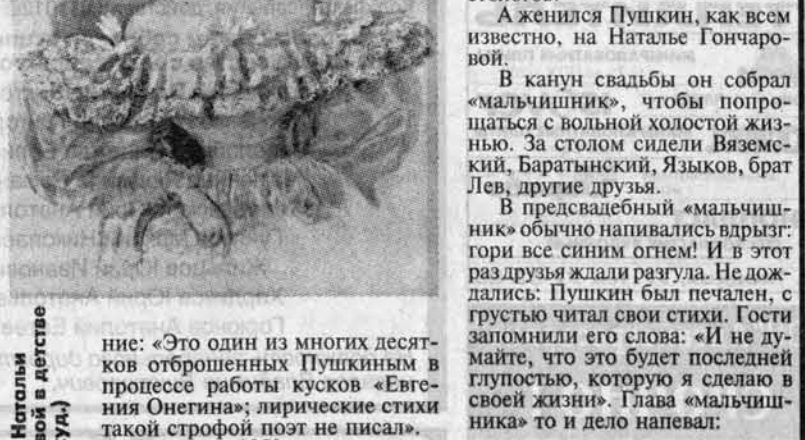 Натальи
вой в детстве
уд.)
ние: «Это один из многих десят-
ков отброшенных Пушкиным в
процессе работы кусков «Евге-
ния Онегина»; лирические стихи
такой строфой поэт не писал».
А женился Пушкин, как всем
известно, на Наталье Гончаро-
вой.
В канун свадьбы он собрал
«мальчишник», чтобы попро-
щаться с вольной холостой жиз-
нью. За столом сидели Вяземс-
кий, Баратынский, Языков, брат
Лев, другие друзья.
В предсвадебный «мальчиш-
ник» обычно напивались вдрызг:
гори все синим огнем! И в этот
раз друзья ждали разгула. Не дож-
дались: Пушкин был печален, с
грустью читал свои стихи. Гости
запомнили его слова: «И не ду-
майте, что это будет последней
глупостью, которую я сделаю в
своей жизни». Глава «мальчиш-
ника» то и дело напевал: